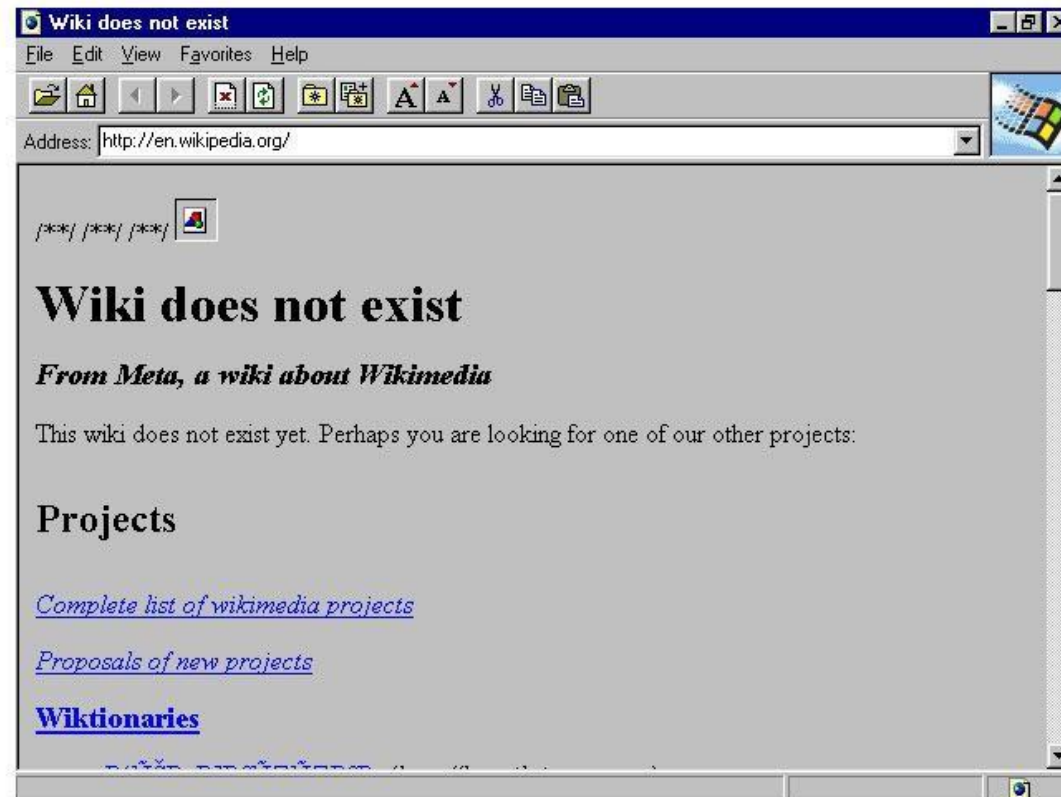 Wiki does not exist
File Edit View Favorites Help
Address: http://en.wikipedia.org/
/**/ /**/ /**/
Wiki does not exist
From Meta, a wiki about Wikimedia
This wiki does not exist yet. Perhaps you are looking for one of our other projects:
Projects
Complete list of wikimedia projects
Proposals of new projects
Wiktionaries